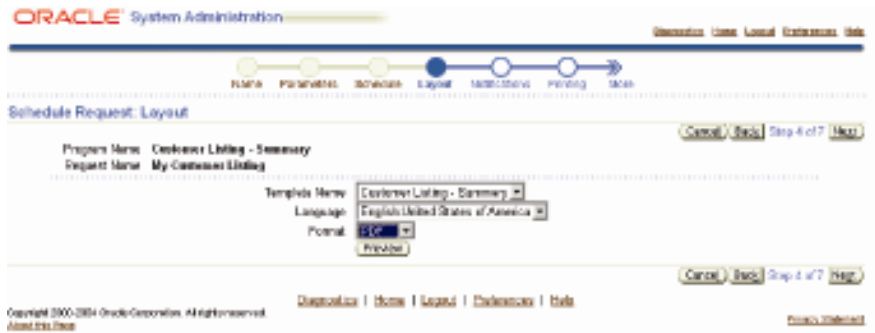 ORACLE System Administration
Diagnostics Home Logout Preferences Help
Name Parameters Schedule Layout Notifications Printing More
Schedule Request: Layout
Cancel Back Step 4 of 7 Next
Program Name Customer Listing - Summary
Request Name My Customer Listing
Template Name Customer Listing - Summary
Language English:United States of America
Format PDF
Preview
Cancel Back Step 4 of 7 Next
Diagnostics | Home | Logout | Preferences | Help
Copyright 2000-2004 Oracle Corporation. All rights reserved.
About this Page
Privacy Statement